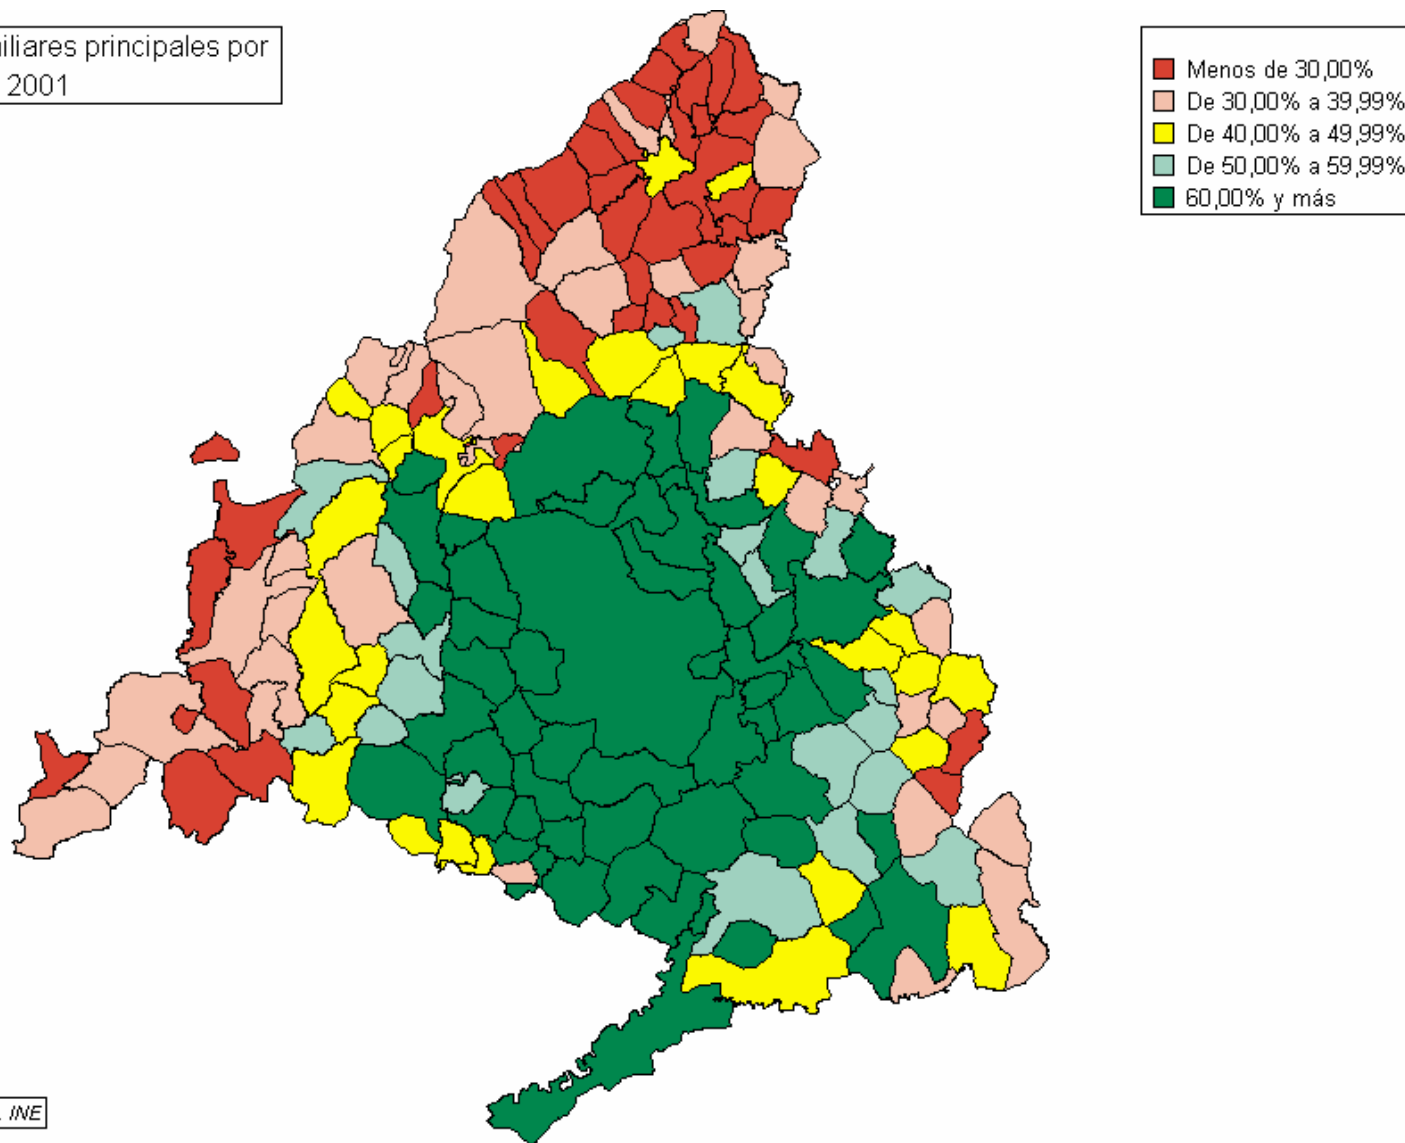 iliares principales por
2001
Menos de 30,00%
De 30,00% a 39,99%
De 40,00% a 49,99%
De 50,00% a 59,99%
60,00% y más
. INE